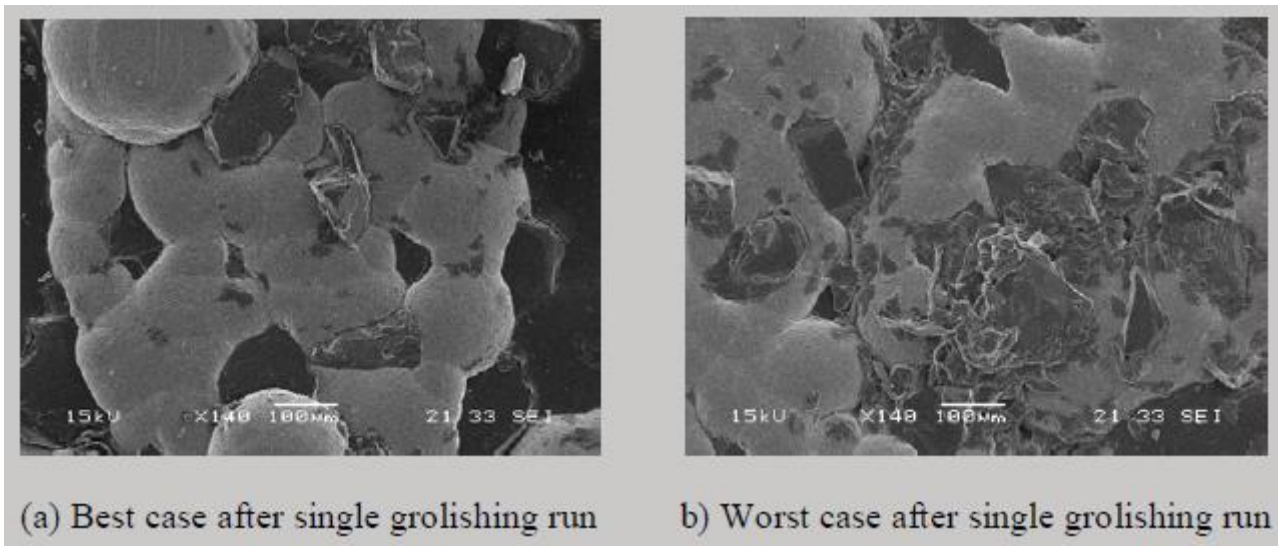 15kU X140 100µm 21 33 SEI
15kU X140 100µm 21 33 SEI
(a) Best case after single grolishing run
b) Worst case after single grolishing run